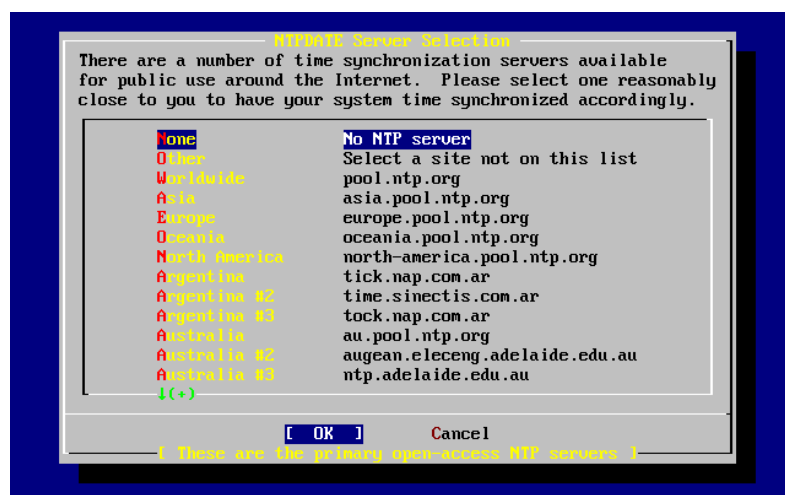 NTPDATE Server Selection
There are a number of time synchronization servers available
for public use around the Internet.  Please select one reasonably
close to you to have your system time synchronized accordingly.
None No NTP server
Other Select a site not on this list
Worldwide pool.ntp.org
Asia asia.pool.ntp.org
Europe europe.pool.ntp.org
Oceania oceania.pool.ntp.org
North America north-america.pool.ntp.org
Argentina tick.nap.com.ar
Argentina #2 time.sinectis.com.ar
Argentina #3 tock.nap.com.ar
Australia au.pool.ntp.org
Australia #2 augean.eleceng.adelaide.edu.au
Australia #3 ntp.adelaide.edu.au
↓(+)
[ OK ] Cancel
[ These are the primary open-access NTP servers ]